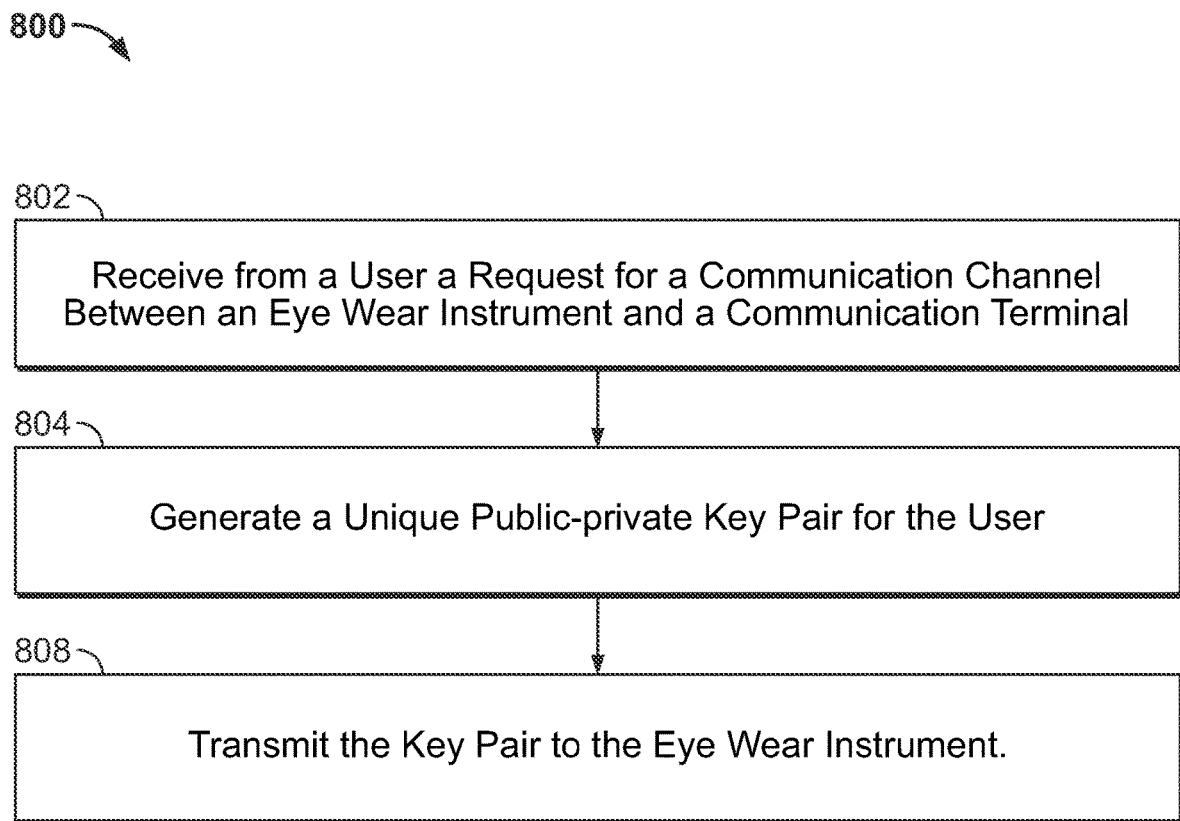 800
802
Receive from a User a Request for a Communication Channel
Between an Eye Wear Instrument and a Communication Terminal
804
Generate a Unique Public-private Key Pair for the User
808
Transmit the Key Pair to the Eye Wear Instrument.